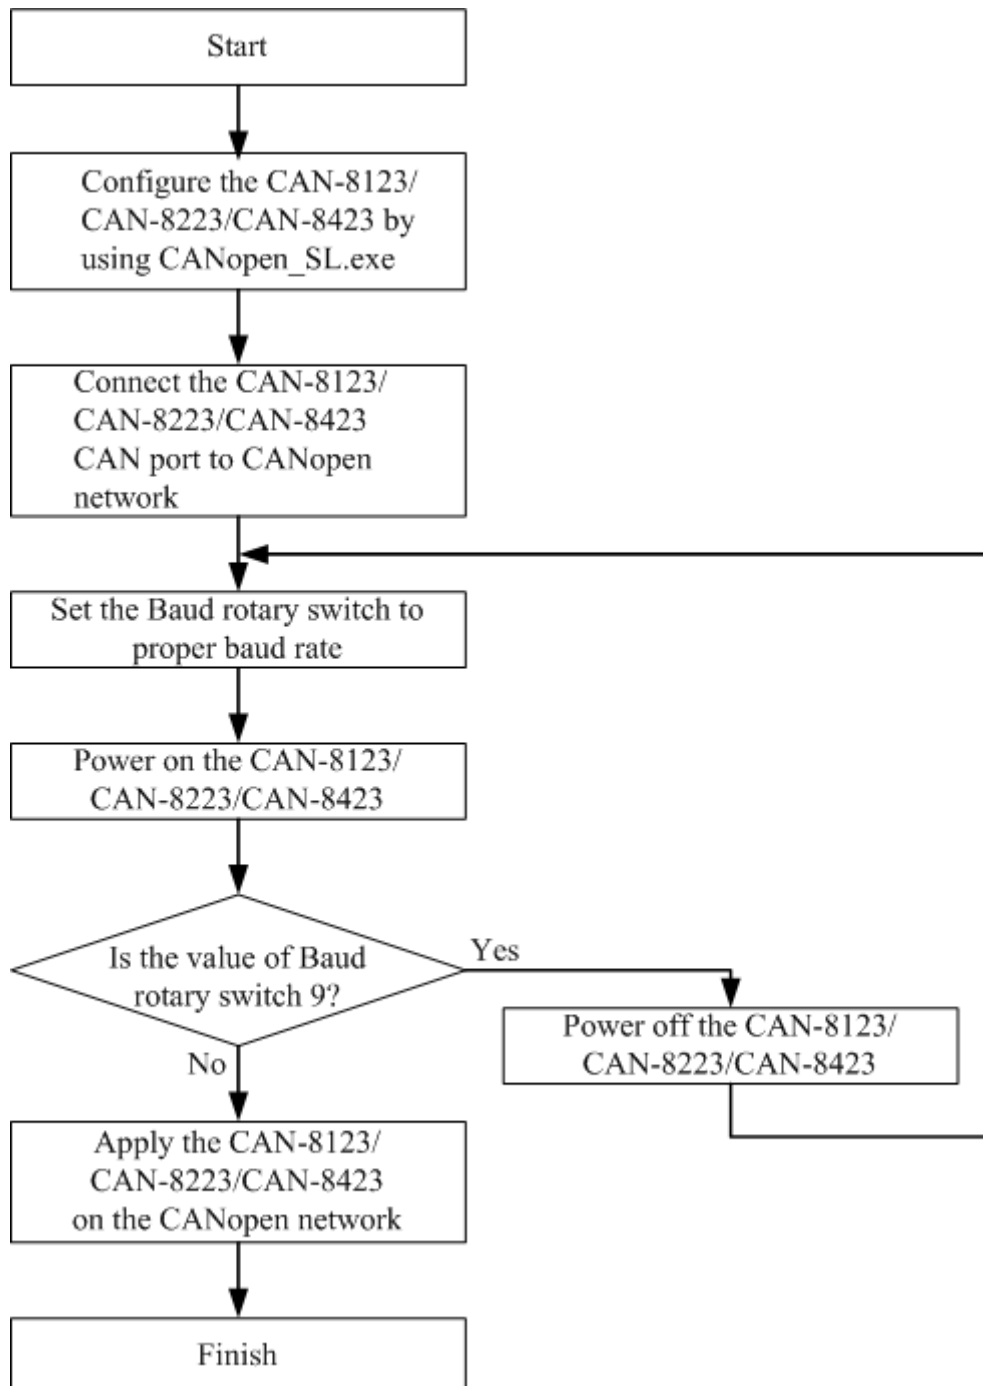 Start
Configure the CAN-8123/
CAN-8223/CAN-8423 by
using CANopen_SL.exe
Connect the CAN-8123/
CAN-8223/CAN-8423
CAN port to CANopen
network
Set the Baud rotary switch to
proper baud rate
Power on the CAN-8123/
CAN-8223/CAN-8423
Is the value of Baud
rotary switch 9?
Yes
Power off the CAN-8123/
CAN-8223/CAN-8423
No
Apply the CAN-8123/
CAN-8223/CAN-8423
on the CANopen network
Finish